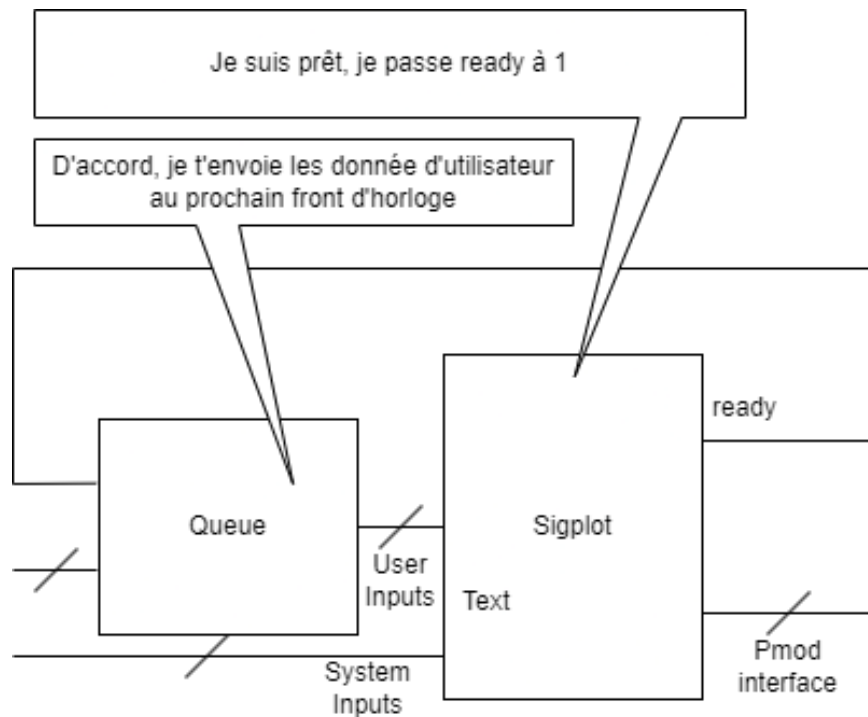 Je suis prêt, je passe ready à 1
D'accord, je t'envoie les donnée d'utilisateur
au prochain front d'horloge
ready
Queue
Sigplot
User
Inputs
Text
System
Inputs
Pmod
interface